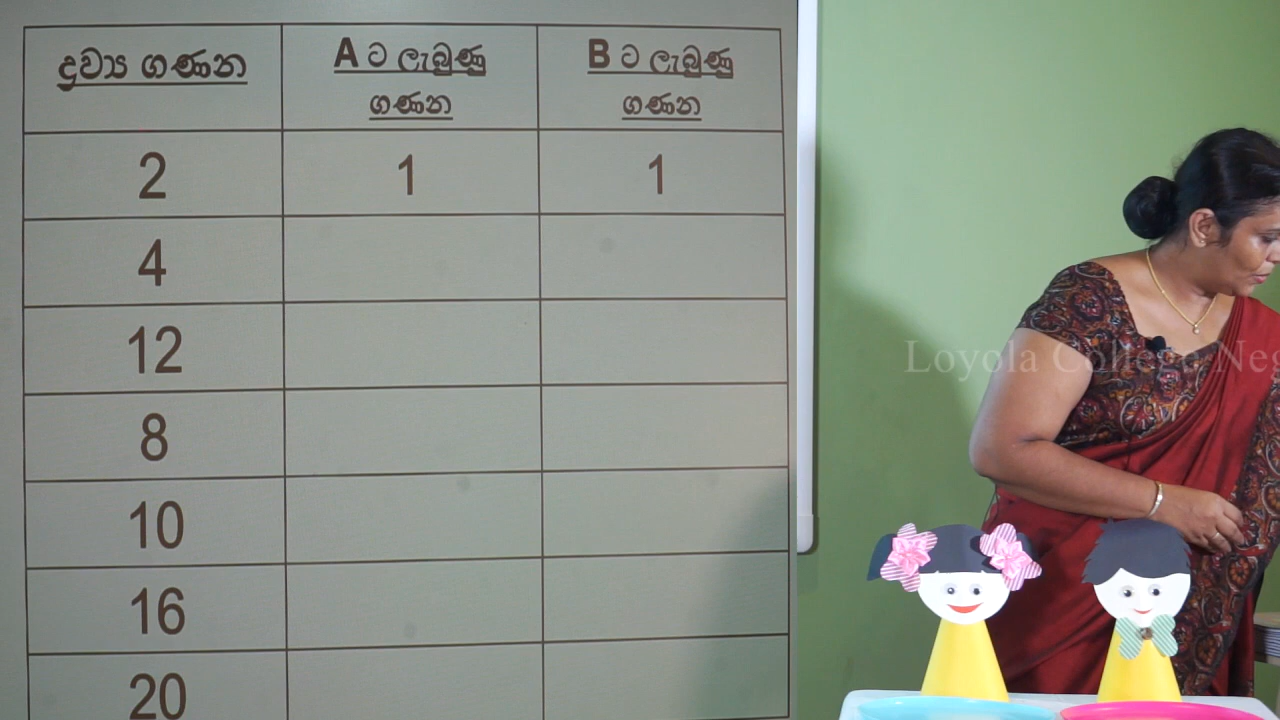 ද්‍රව්‍ය ගණන
A ට ලැබුණු
ගණන
B ට ලැබුණු
ගණන
2 1 1
4
12
8
10
16
20
Loyola College Neg